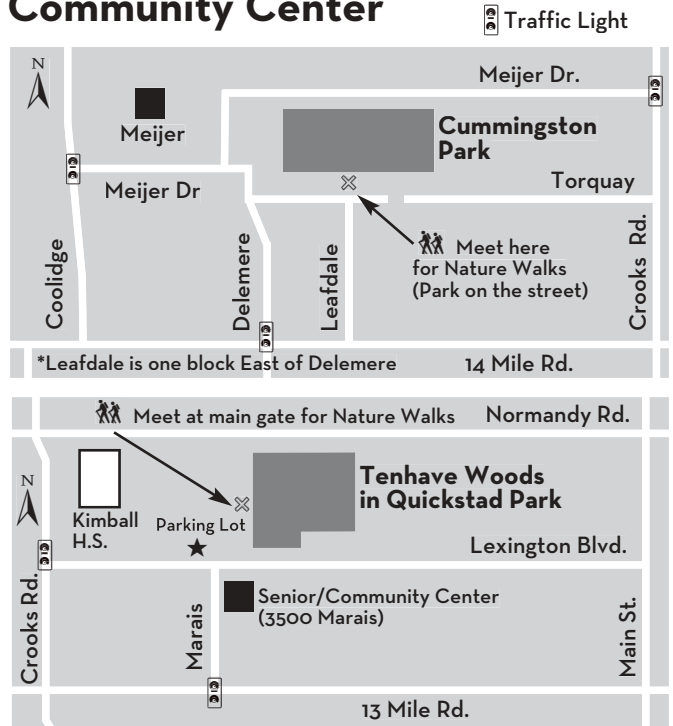 Community Center
Traffic Light
N
Meijer Dr.
Meijer
Cummingston
Park
Meijer Dr
Torquay
Coolidge
Delemere
Leafdale
Meet here
for Nature Walks
(Park on the street)
Crooks Rd.
*Leafdale is one block East of Delemere
14 Mile Rd.
Meet at main gate for Nature Walks
Normandy Rd.
N
Kimball
H.S.
Parking Lot
Tenhave Woods
in Quickstad Park
Lexington Blvd.
Crooks Rd.
Marais
Senior/Community Center
(3500 Marais)
Main St.
13 Mile Rd.